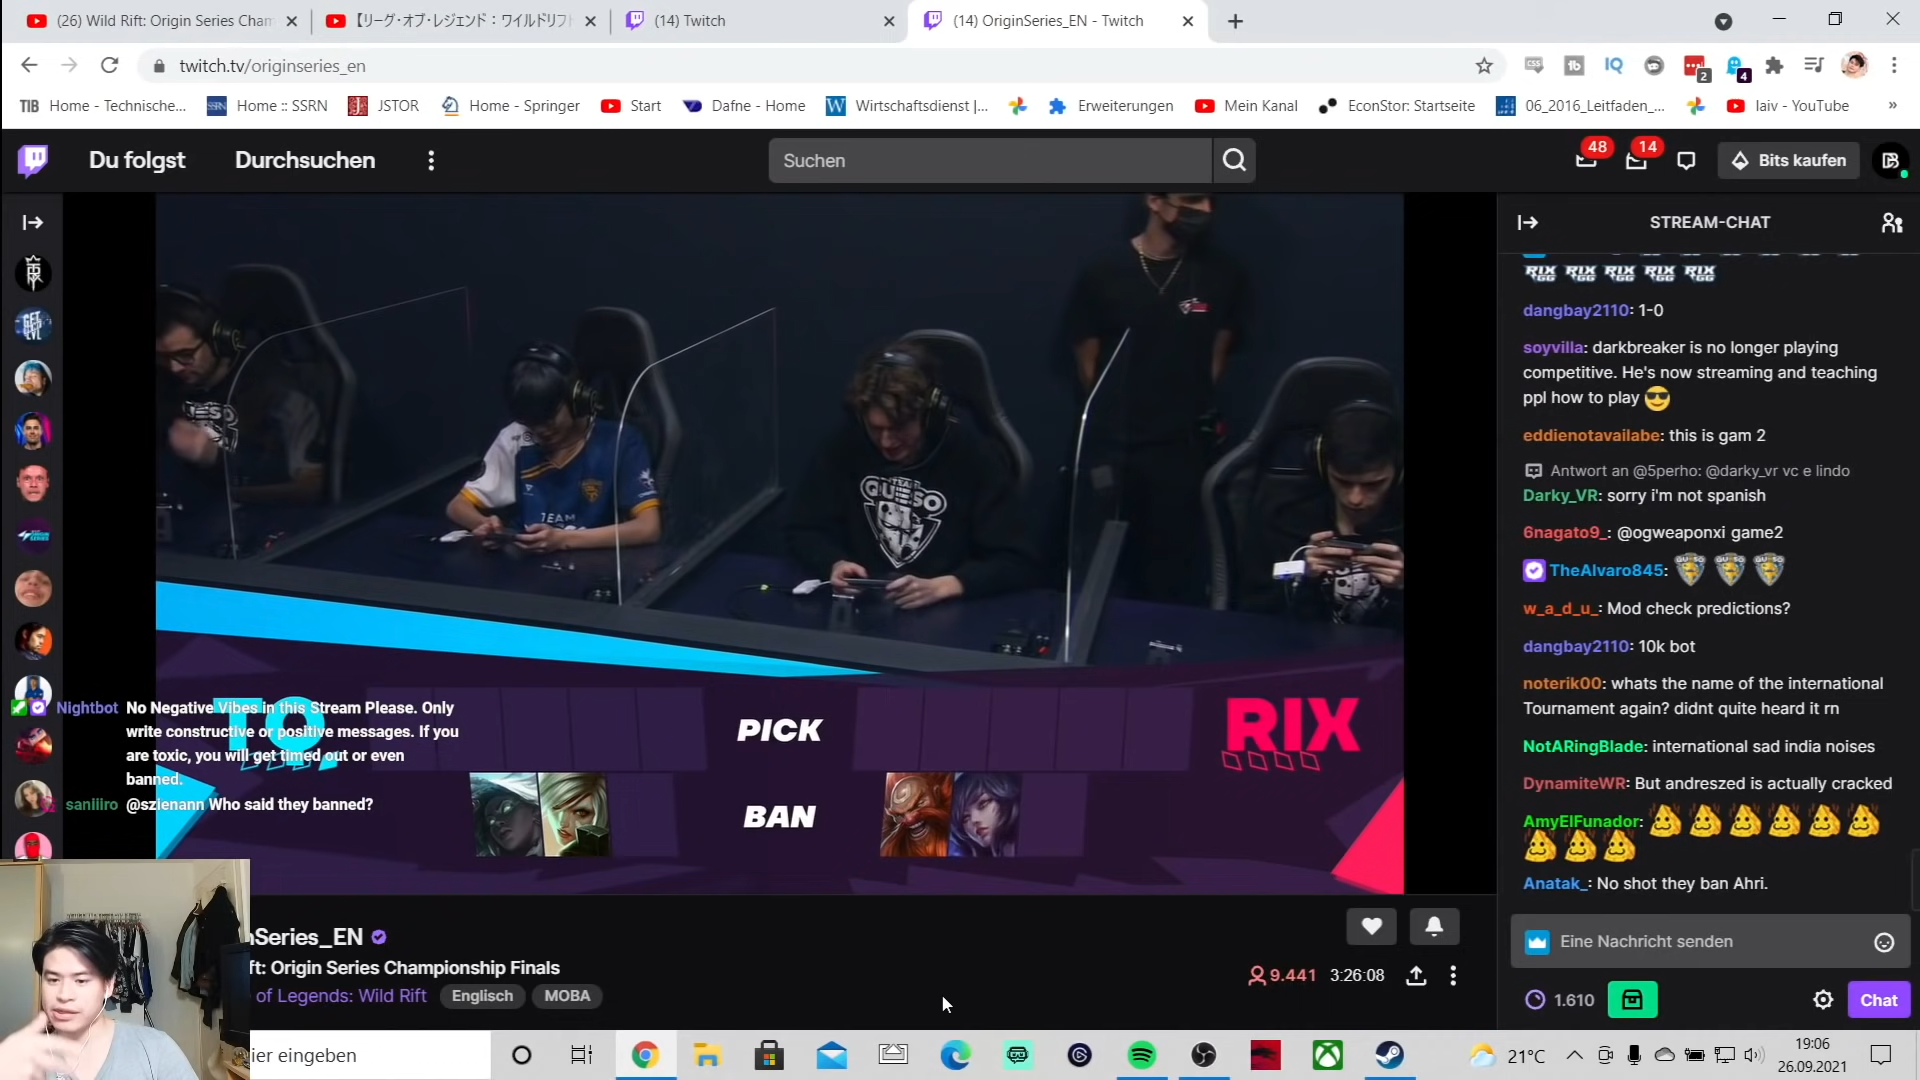 (26) Wild Rift: Origin Series Cham
【リーグ・オブ・レジェンド：ワイルドリフト
(14) Twitch
(14) OriginSeries_EN - Twitch
twitch.tv/originseries_en
2
4
TIB Home - Technische...
SSRN Home :: SSRN
JSTOR
Home - Springer
Start
Dafne - Home
W Wirtschaftsdienst |...
Erweiterungen
Mein Kanal
EconStor: Startseite
06_2016_Leitfaden_...
laiv - YouTube
»
Du folgst
Durchsuchen
Suchen
48
14
Bits kaufen
STREAM-CHAT
dangbay2110: 1-0
soyvilla: darkbreaker is no longer playing
competitive. He's now streaming and teaching
ppl how to play
eddienotavailabe: this is gam 2
Antwort an @5perho: @darky_vr vc e lindo
Darky_VR: sorry i'm not spanish
6nagato9_: @ogweaponxi game2
TheAlvaro845:
w_a_d_u_: Mod check predictions?
dangbay2110: 10k bot
noterik00: whats the name of the international
Tournament again? didnt quite heard it rn
NotARingBlade: international sad india noises
DynamiteWR: But andreszed is actually cracked
AmyElFunador:
Anatak_: No shot they ban Ahri.
Eine Nachricht senden
1.610
Chat
TEAM
QUESO
TQ
PICK
RIX
BAN
Nightbot No Negative Vibes in this Stream Please. Only
write constructive or positive messages. If you
are toxic, you will get timed out or even
banned.
saniiiro @szienann Who said they banned?
nSeries_EN
ft: Origin Series Championship Finals
of Legends: Wild Rift
Englisch
MOBA
9.441
3:26:08
ier eingeben
21°C
19:06
26.09.2021